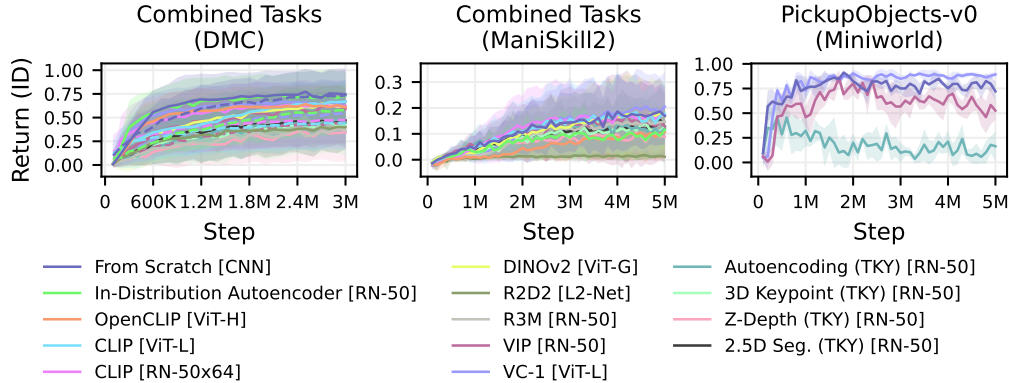 Combined Tasks
(DMC)
Combined Tasks
(ManiSkill2)
PickupObjects-v0
(Miniworld)
Return (ID)
1.00
0.75
0.50
0.25
0.00
0 600K 1.2M 1.8M 2.4M 3M
Step
0.3
0.2
0.1
0.0
0 1M 2M 3M 4M 5M
Step
1.00
0.75
0.50
0.25
0.00
0 1M 2M 3M 4M 5M
Step
From Scratch [CNN]
In-Distribution Autoencoder [RN-50]
OpenCLIP [ViT-H]
CLIP [ViT-L]
CLIP [RN-50x64]
DINOv2 [ViT-G]
R2D2 [L2-Net]
R3M [RN-50]
VIP [RN-50]
VC-1 [ViT-L]
Autoencoding (TKY) [RN-50]
3D Keypoint (TKY) [RN-50]
Z-Depth (TKY) [RN-50]
2.5D Seg. (TKY) [RN-50]